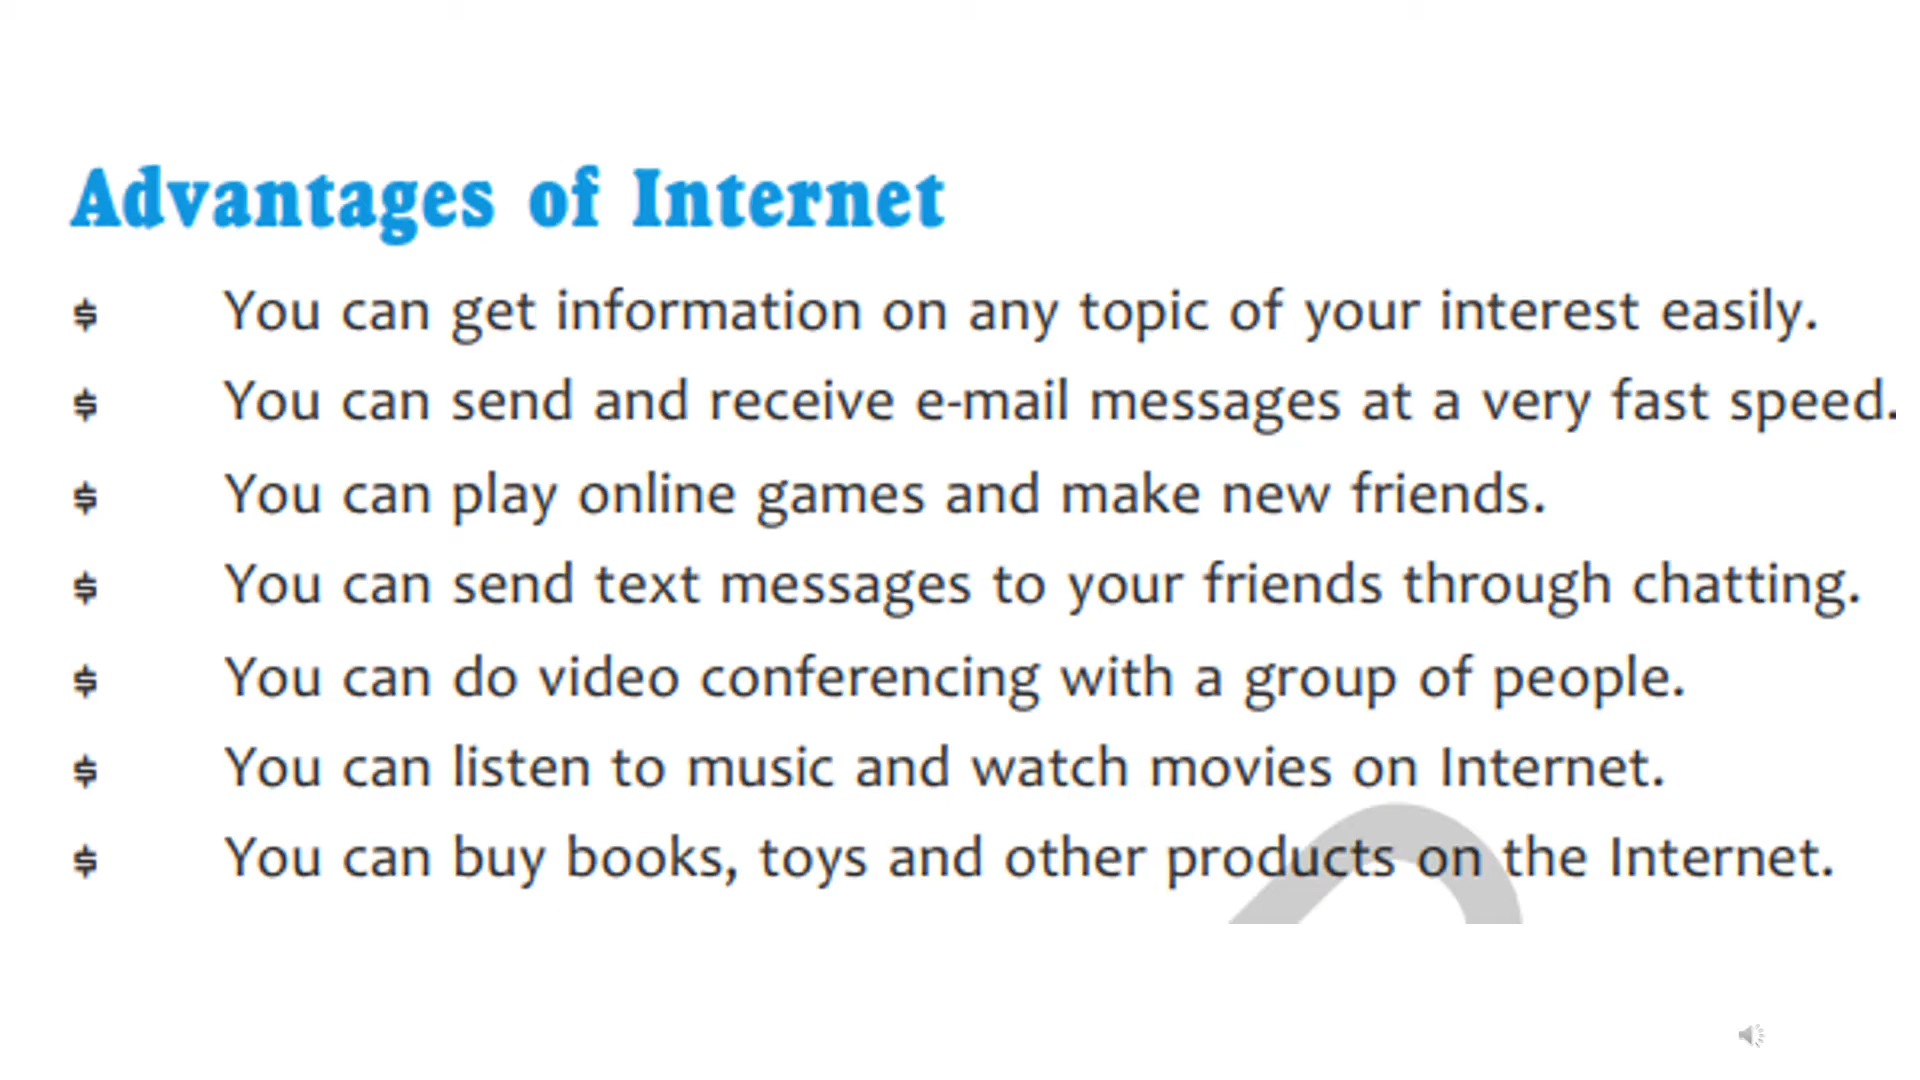 Advantages of Internet
$ You can get information on any topic of your interest easily.
$ You can send and receive e-mail messages at a very fast speed.
$ You can play online games and make new friends.
$ You can send text messages to your friends through chatting.
$ You can do video conferencing with a group of people.
$ You can listen to music and watch movies on Internet.
$ You can buy books, toys and other products on the Internet.